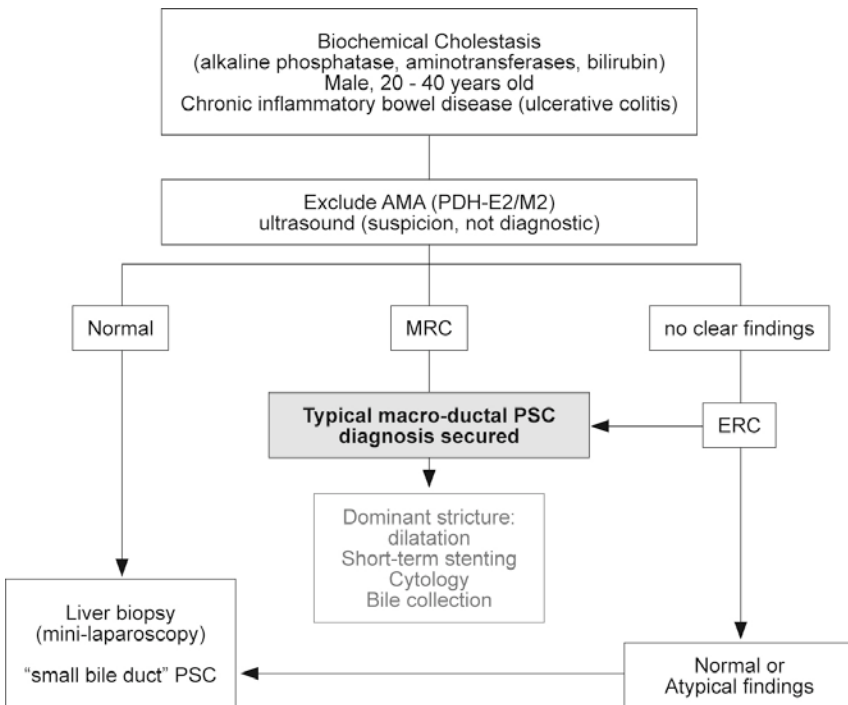 Biochemical Cholestasis
(alkaline phosphatase, aminotransferases, bilirubin)
Male, 20 - 40 years old
Chronic inflammatory bowel disease (ulcerative colitis)
Exclude AMA (PDH-E2/M2)
ultrasound (suspicion, not diagnostic)
Normal
MRC
no clear findings
Typical macro-ductal PSC
diagnosis secured
ERC
Dominant stricture:
dilatation
Short-term stenting
Cytology
Bile collection
Liver biopsy
(mini-laparoscopy)
“small bile duct” PSC
Normal or
Atypical findings